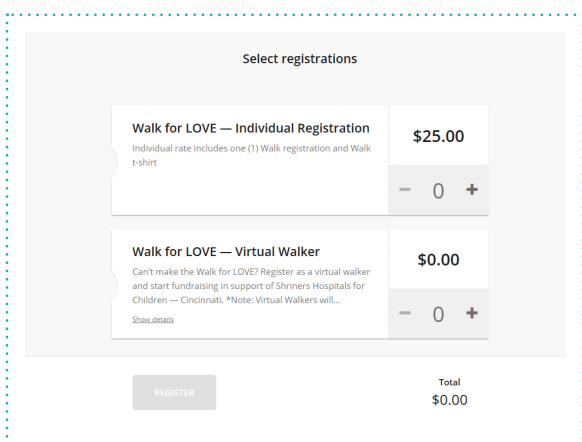 Select registrations
Walk for LOVE — Individual Registration
$25.00
Individual rate includes one (1) Walk registration and Walk
t-shirt
0
Walk for LOVE — Virtual Walker
$0.00
Can't make the Walk for LOVE? Register as a virtual walker
and start fundraising in support of Shriners Hospitals for
Children — Cincinnati. *Note: Virtual Walkers will...
Show details
0
REGISTER
Total
$0.00